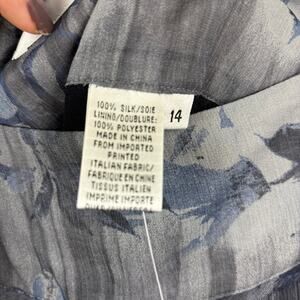 100% SILK/SOIE
LINING/DOUBLURE:
100% POLYESTER
MADE IN CHINA
FROM IMPORTED
PRINTED
ITALIAN FABRIC/
FABRIQUE EN CHINE
TISSUS ITALIEN
IMPRIME IMPORTE
14